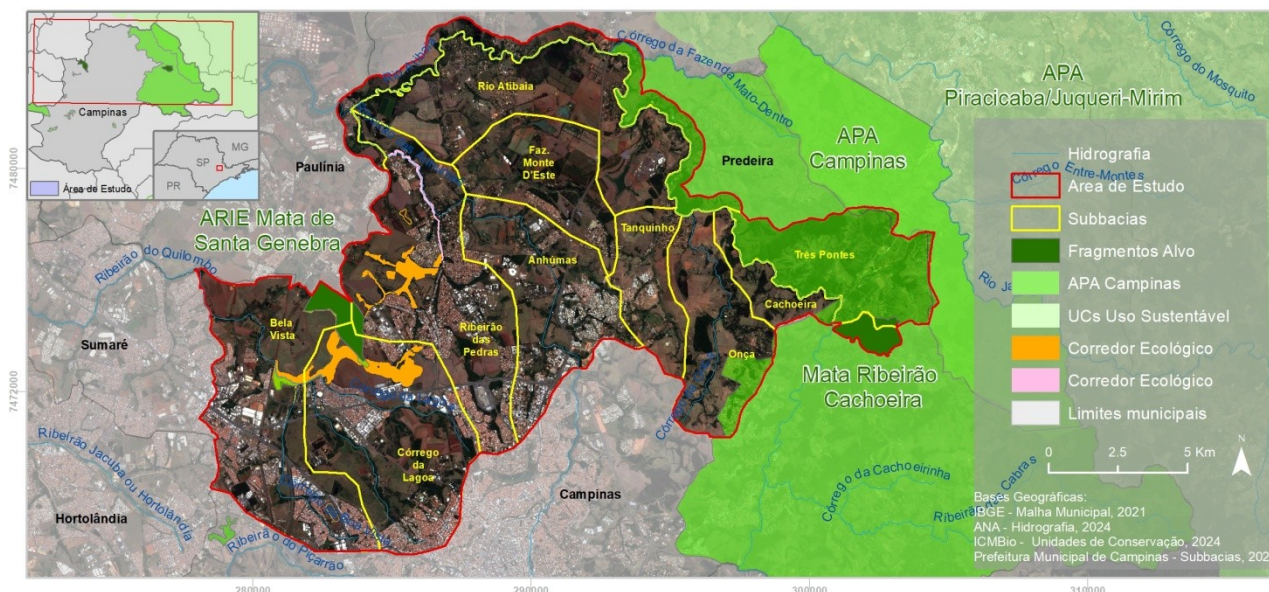 Campinas
SP
MG
PR
Área de Estudo
Paulínia
ARIE Mata de
Santa Genebra
Ribeirão do Quilombo
Sumaré
Ribeirão Jacuba ou Hortolândia
Hortolândia
Ribeirão do Piçarrão
Bela
Vista
Córrego
da
Lagoa
Ribeirão
das
Pedras
Anhúmas
Rio Atibaia
Faz.
Monte
D'Este
Tanquinho
Cachoeira
Onça
Três Pontes
Campinas
Córrego da Fazenda Mato-Dentro
Predeira
APA
Campinas
APA
Piracicaba/Juqueri-Mirim
Córrego do Mosquito
Mata Ribeirão
Cachoeira
Córrego da Cachoeirinha
Hidrografia
Córrego Entre-Montes
Area de Estudo
Subbacias
Fragmentos Alvo
APA Campinas
UCs Uso Sustentável
Rio
Corredor Ecológico
Corredor Ecológico
Limites municipais
0 2.5 5 Km
N
Cabras
Bases Geográficas:
IBGE - Malha Municipal, 2021
ANA - Hidrografia, 2024
ICMBio - Unidades de Conservação, 2024
Prefeitura Municipal de Campinas - Subbacias, 202
7480000
7472000
280000
290000
300000
310000